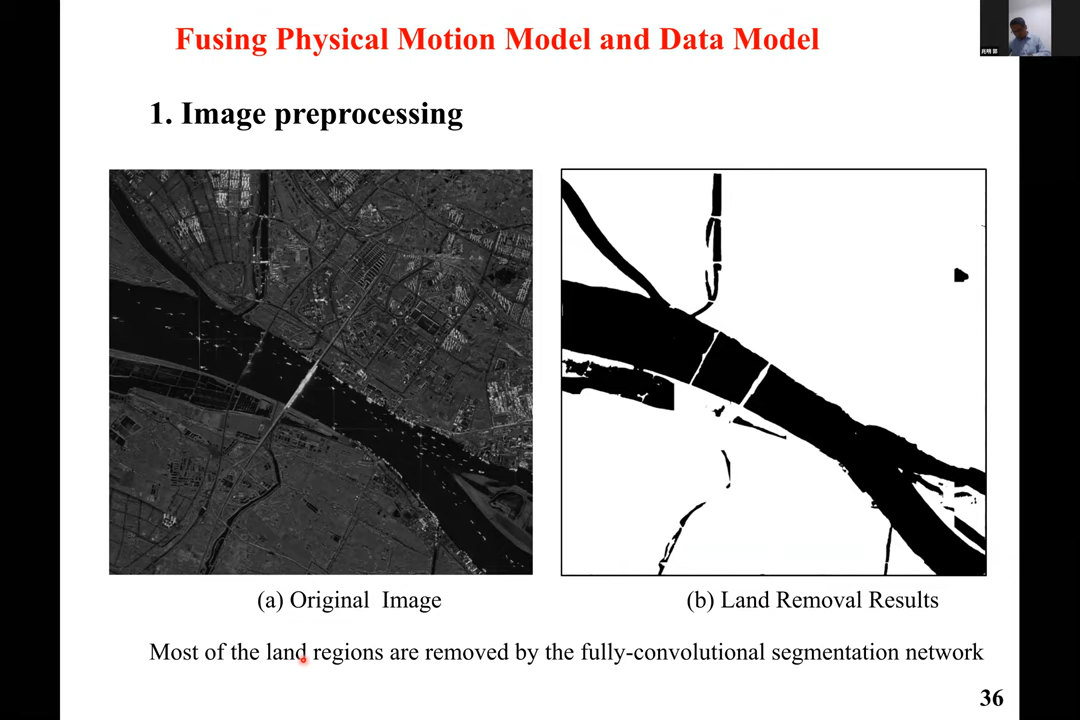 Fusing Physical Motion Model and Data Model
1. Image preprocessing
(a) Original Image
(b) Land Removal Results
Most of the land regions are removed by the fully-convolutional segmentation network
36